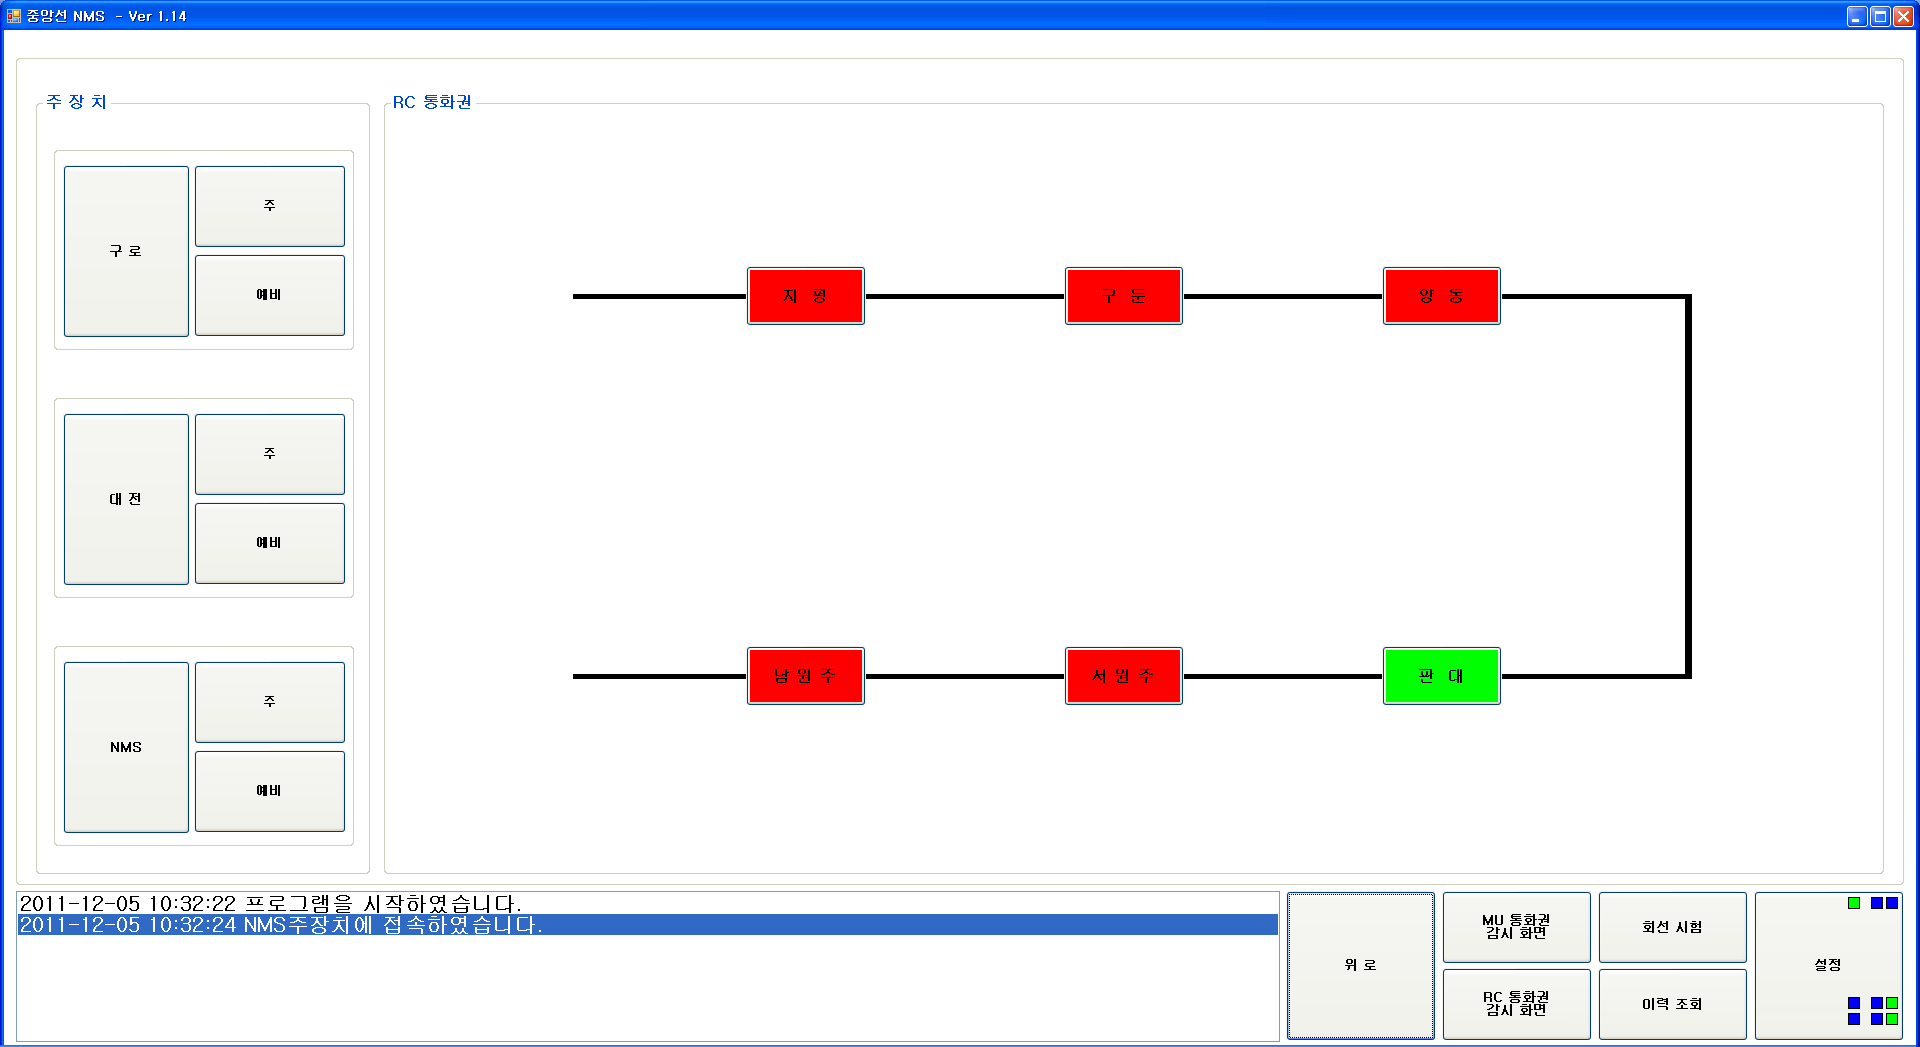 중앙선 NMS - Ver 1.14
주 장 치
RC 통화권
구 로
주
예비
대 전
주
예비
NMS
주
예비
지 평
구 둔
양 동
남 원 주
서 원 주
판 대
2011-12-05 10:32:22 프로그램을 시작하였습니다.
2011-12-05 10:32:24 NMS주장치에 접속하였습니다.
위 로
MU 통화권
감시 화면
RC 통화권
감시 화면
회선 시험
이력 조회
설정